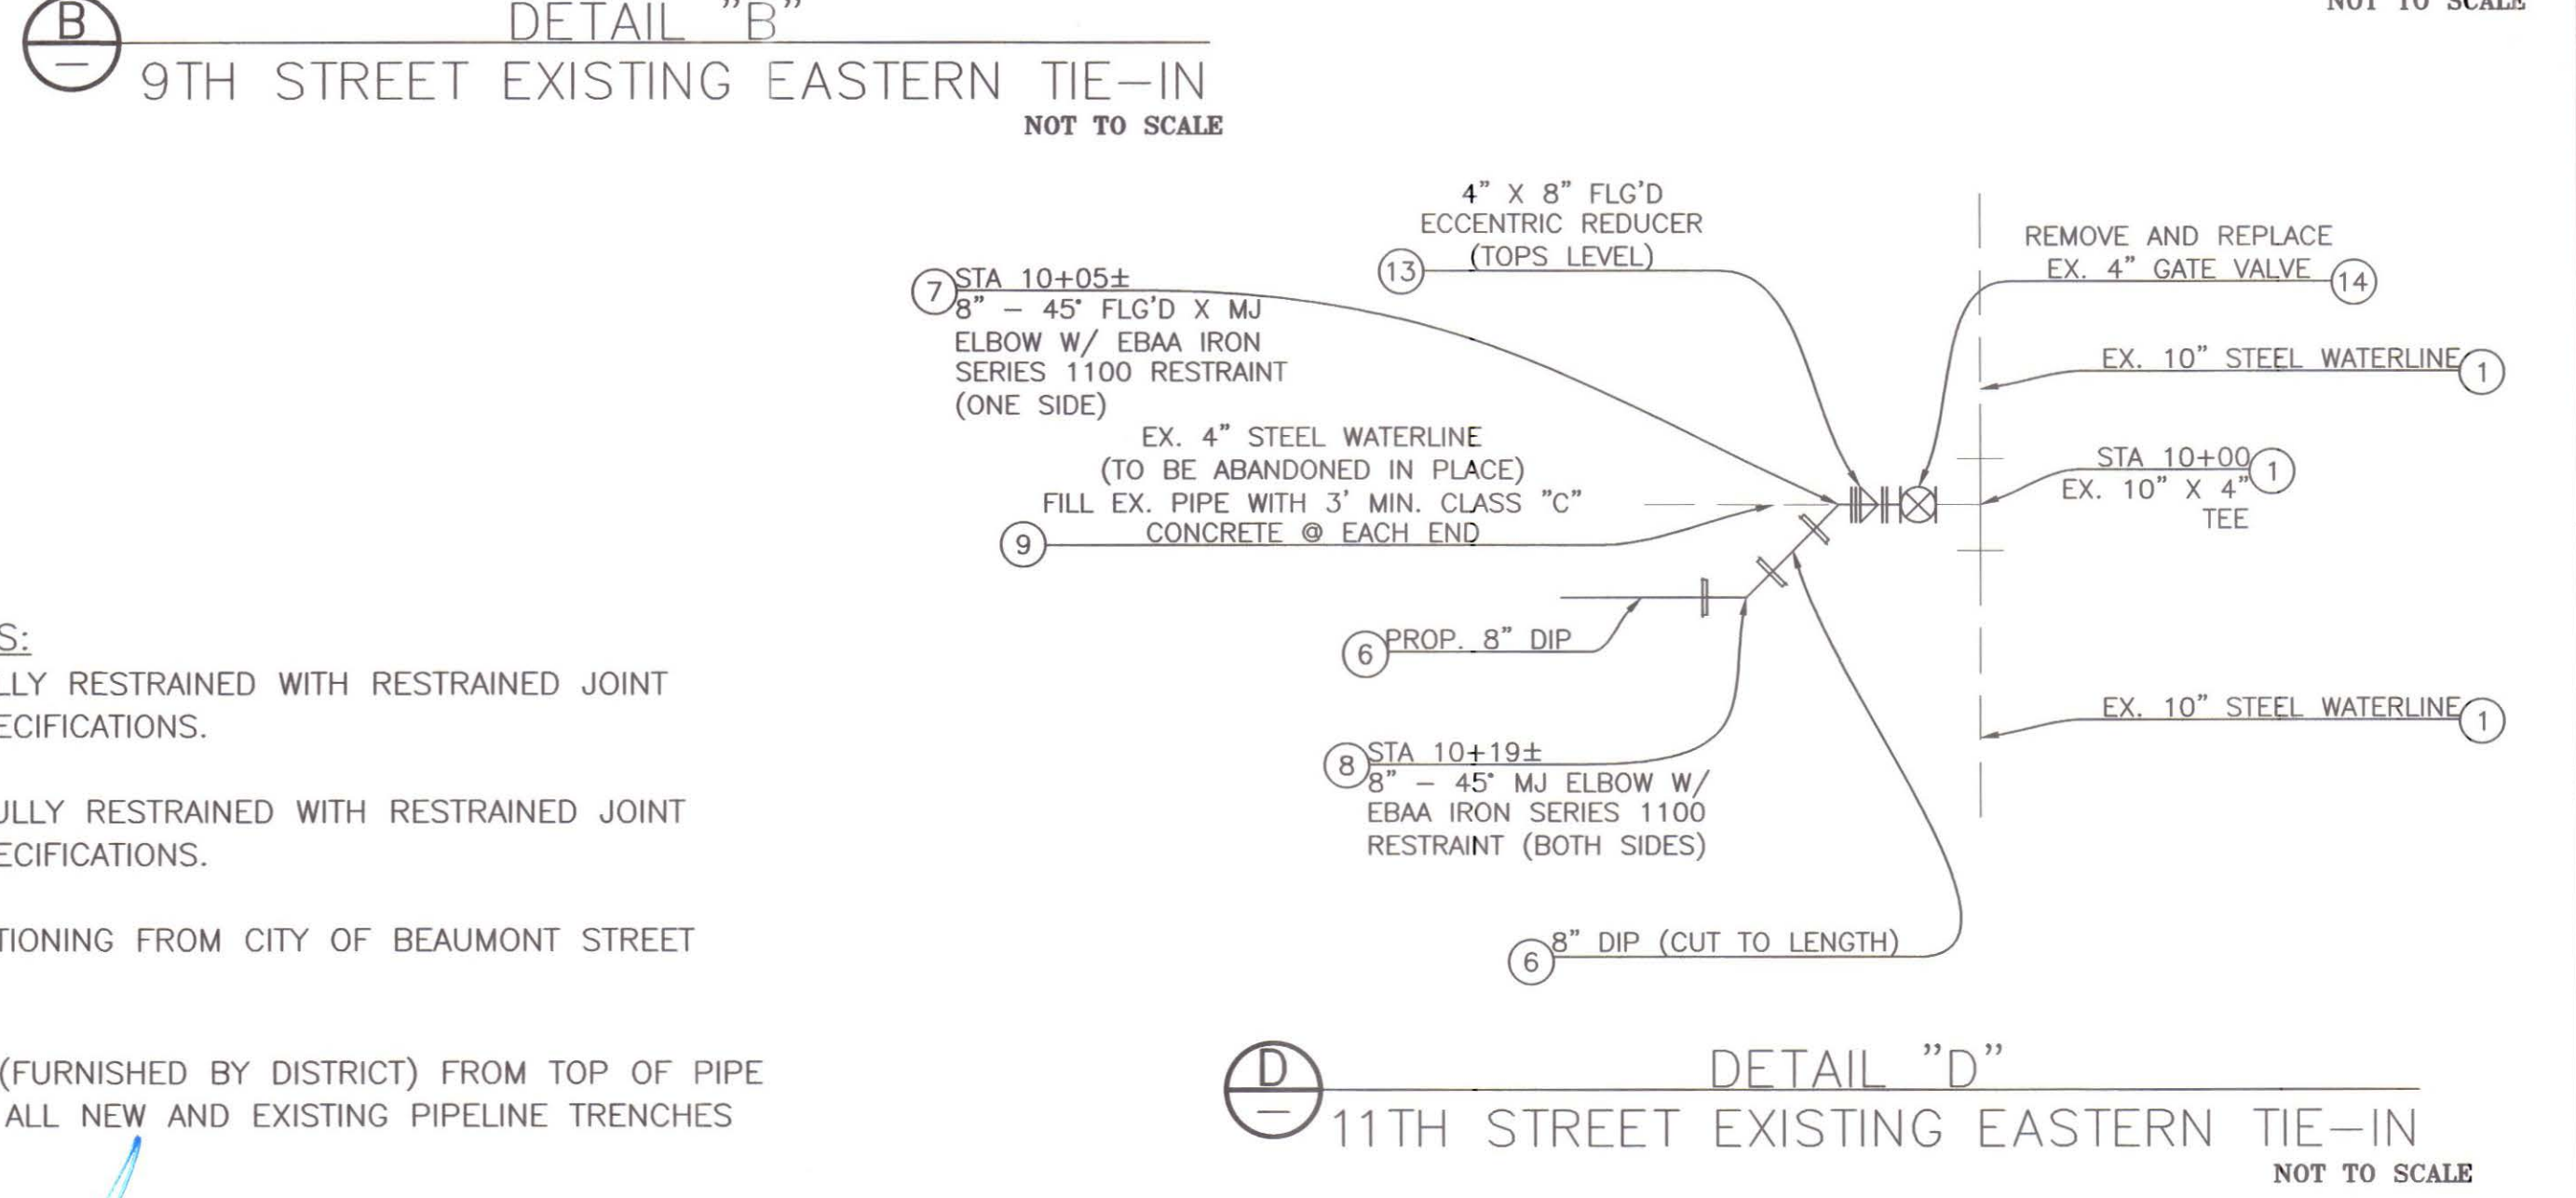 NOT TO SCALE
B
DETAIL "B"
—
9TH STREET EXISTING EASTERN TIE–IN
NOT TO SCALE
4" X 8" FLG'D
ECCENTRIC REDUCER
(TOPS LEVEL)
13
REMOVE AND REPLACE
EX. 4" GATE VALVE
14
7
STA 10+05±
8" – 45° FLG'D X MJ
ELBOW W/ EBAA IRON
SERIES 1100 RESTRAINT
(ONE SIDE)
EX. 10" STEEL WATERLINE
1
EX. 4" STEEL WATERLINE
(TO BE ABANDONED IN PLACE)
FILL EX. PIPE WITH 3' MIN. CLASS "C"
CONCRETE @ EACH END
9
STA 10+00
1
EX. 10" X 4"
TEE
6
PROP. 8" DIP
S:
LLY RESTRAINED WITH RESTRAINED JOINT
ECIFICATIONS.
EX. 10" STEEL WATERLINE
1
8
STA 10+19±
8" – 45° MJ ELBOW W/
EBAA IRON SERIES 1100
RESTRAINT (BOTH SIDES)
ULLY RESTRAINED WITH RESTRAINED JOINT
ECIFICATIONS.
TIONING FROM CITY OF BEAUMONT STREET
6
8" DIP (CUT TO LENGTH)
(FURNISHED BY DISTRICT) FROM TOP OF PIPE
ALL NEW AND EXISTING PIPELINE TRENCHES
D
DETAIL "D"
—
11TH STREET EXISTING EASTERN TIE–IN
NOT TO SCALE